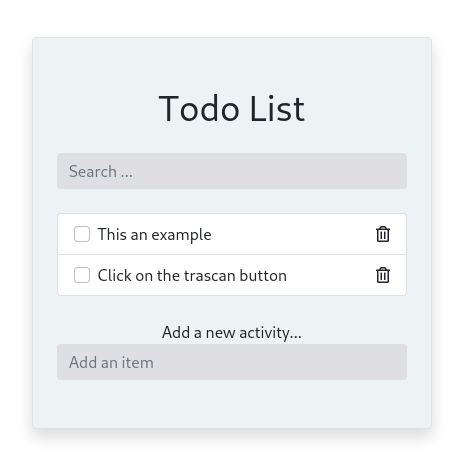 Todo List
Search ...
This an example
Click on the trascan button
Add a new activity...
Add an item